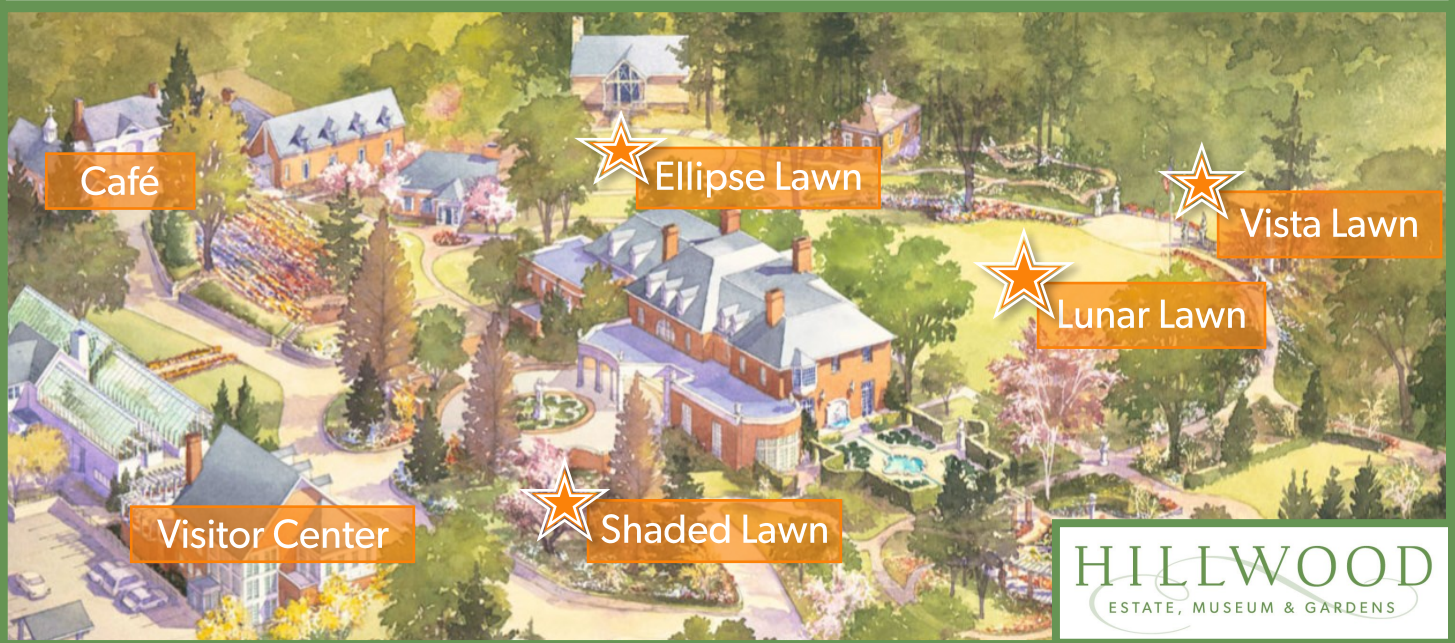 Café
Ellipse Lawn
Vista Lawn
Lunar Lawn
Visitor Center
Shaded Lawn
HILLWOOD
ESTATE, MUSEUM & GARDENS